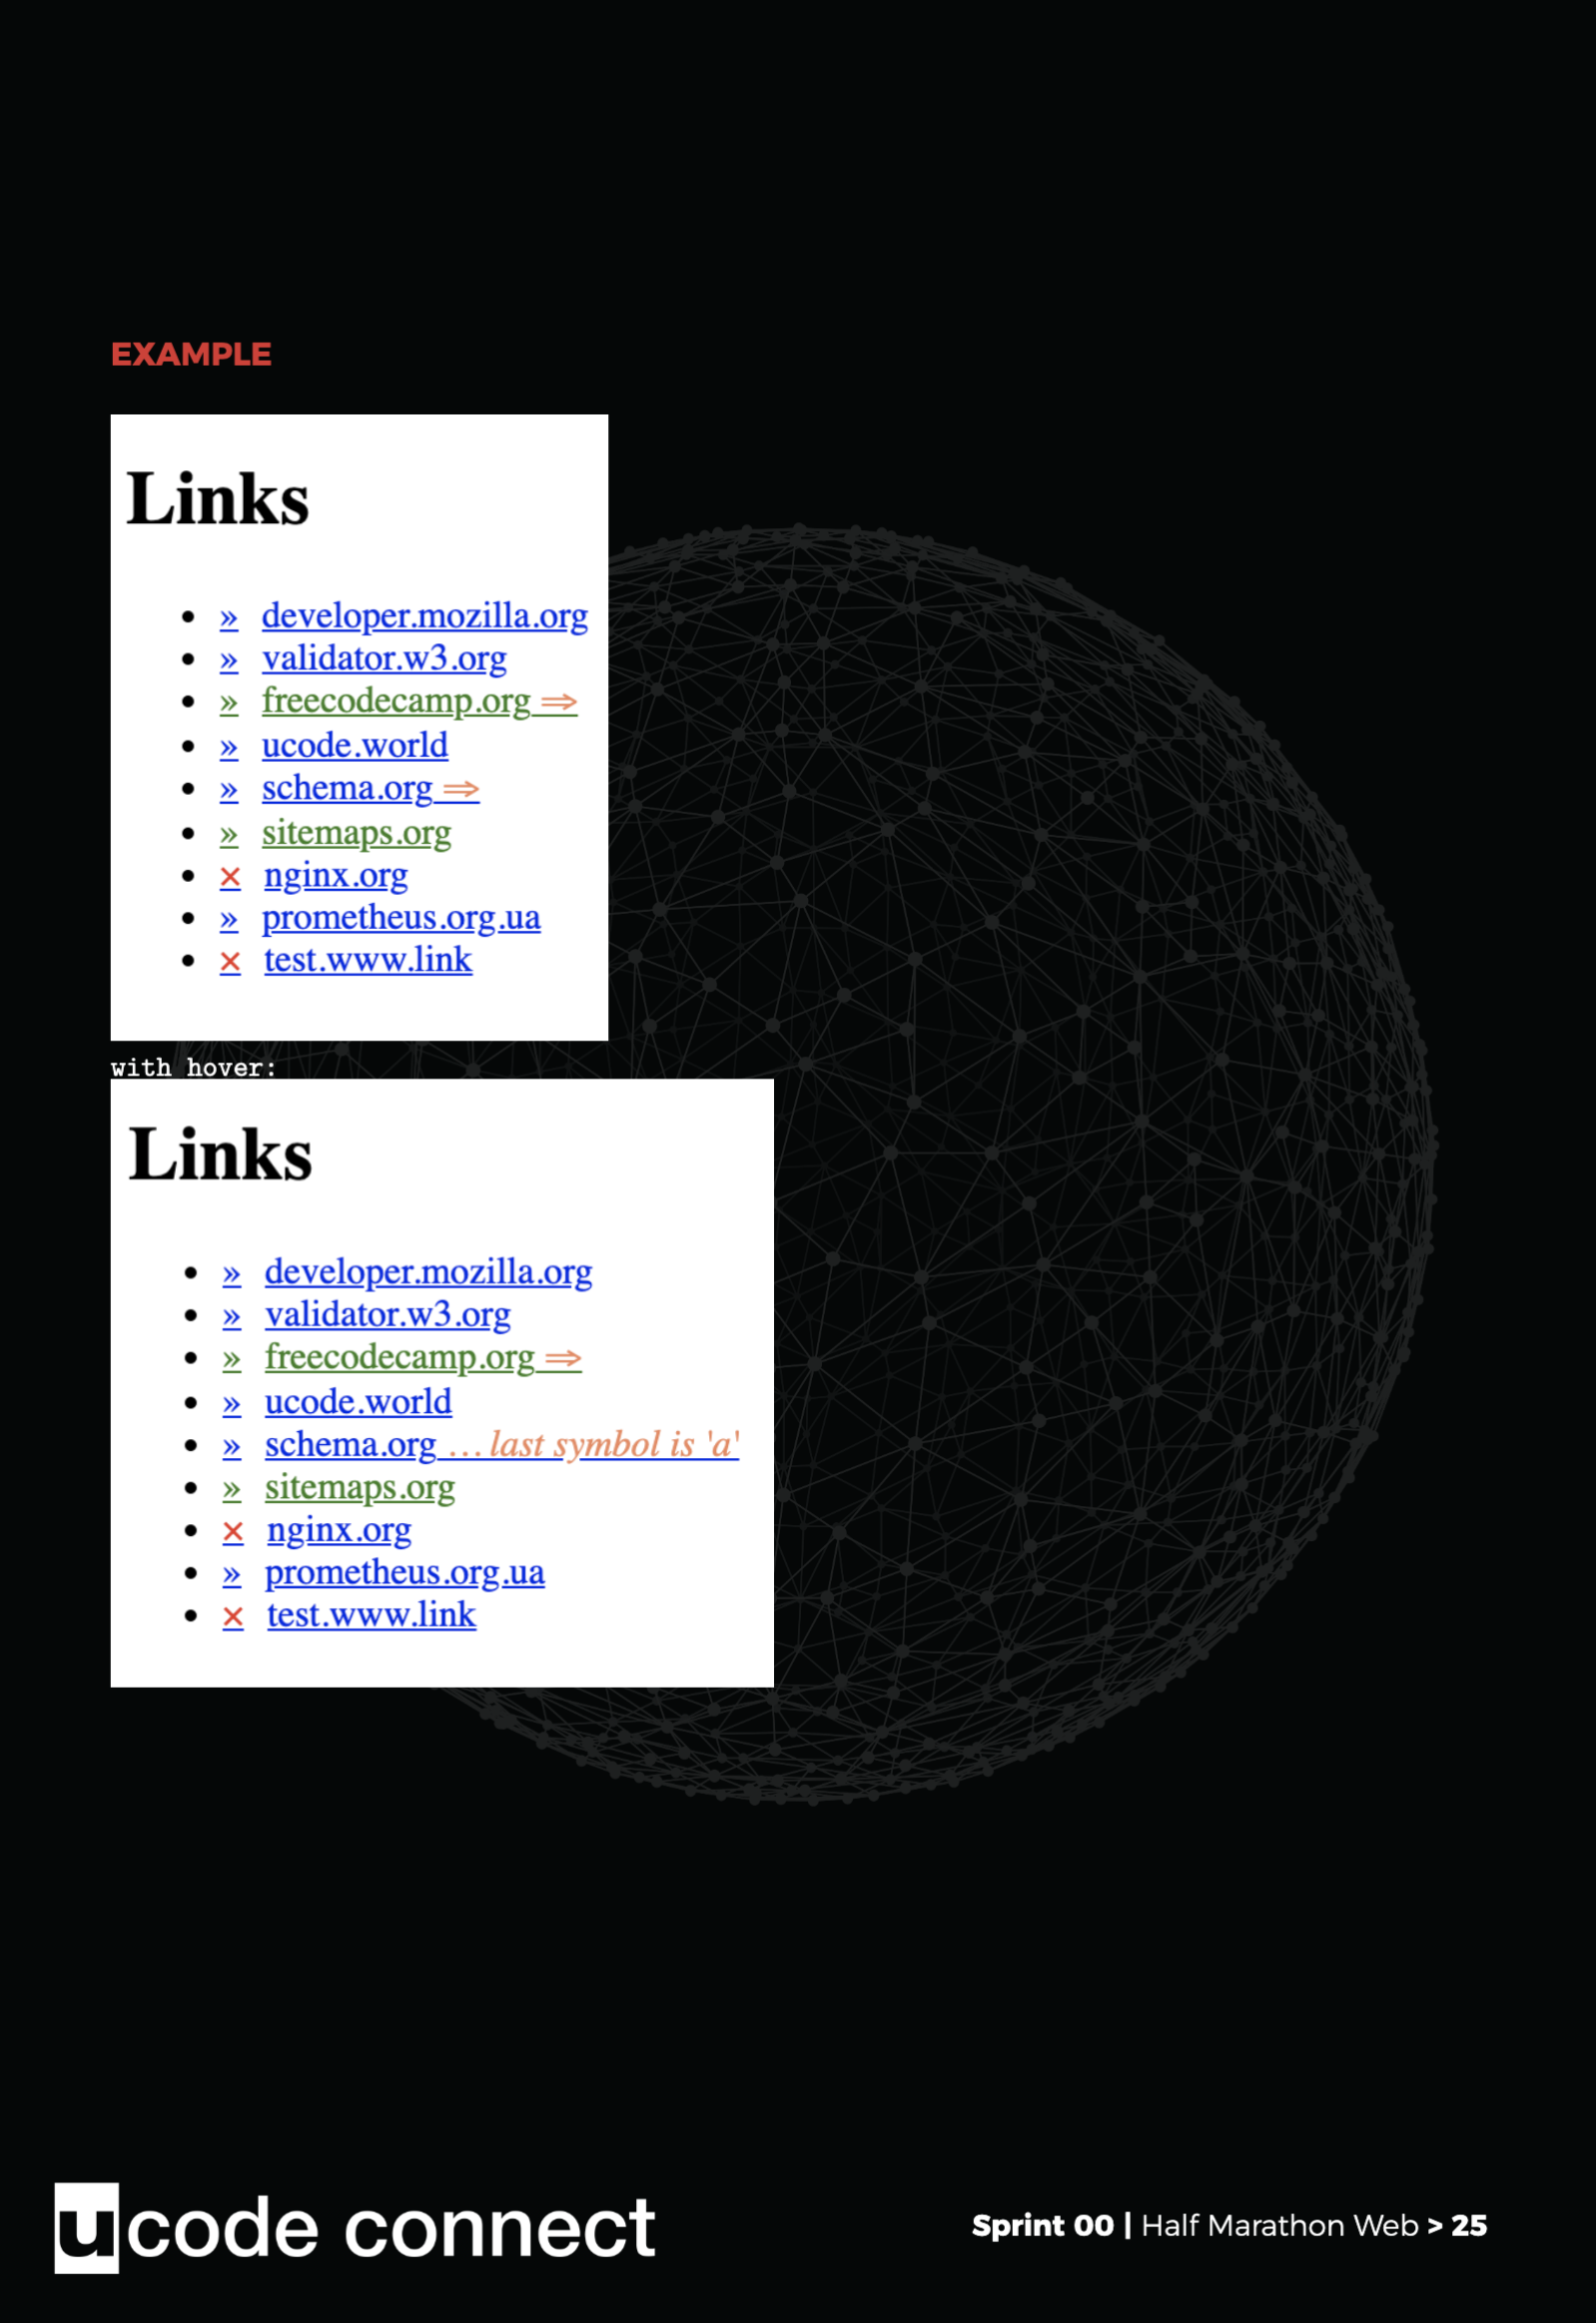 EXAMPLE
Links
» developer.mozilla.org
» validator.w3.org
» freecodecamp.org ⇒
» ucode.world
» schema.org ⇒
» sitemaps.org
× nginx.org
» prometheus.org.ua
× test.www.link
with hover:
Links
» developer.mozilla.org
» validator.w3.org
» freecodecamp.org ⇒
» ucode.world
» schema.org …last symbol is 'a'
» sitemaps.org
× nginx.org
» prometheus.org.ua
× test.www.link
ucode connect
Sprint 00 | Half Marathon Web > 25